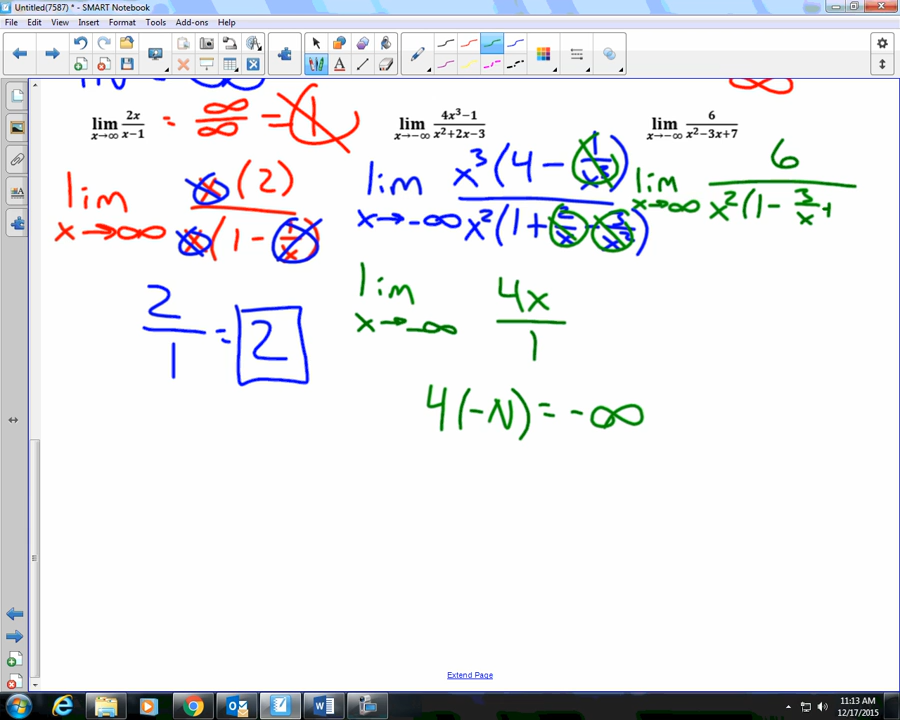 Untitled(7587) * - SMART Notebook
File Edit View Insert Format Tools Add-ons Help
lim x→∞ 2x/(x−1) = ∞/∞ = 1
lim x→−∞ (4x³−1)/(x²+2x−3)
lim x→−∞ 6/(x²−3x+7)
∞
lim x→∞ x(2)/x(1 − 1/x)
lim x→−∞ x³(4 − 1/x³)/x²(1 + 2/x − 3/x²)
lim x→∞ 6/x²(1 − 3/x +
2/1 = 2
lim x→−∞ 4x/1
4(−N) = −∞
Extend Page
11:13 AM
12/17/2015